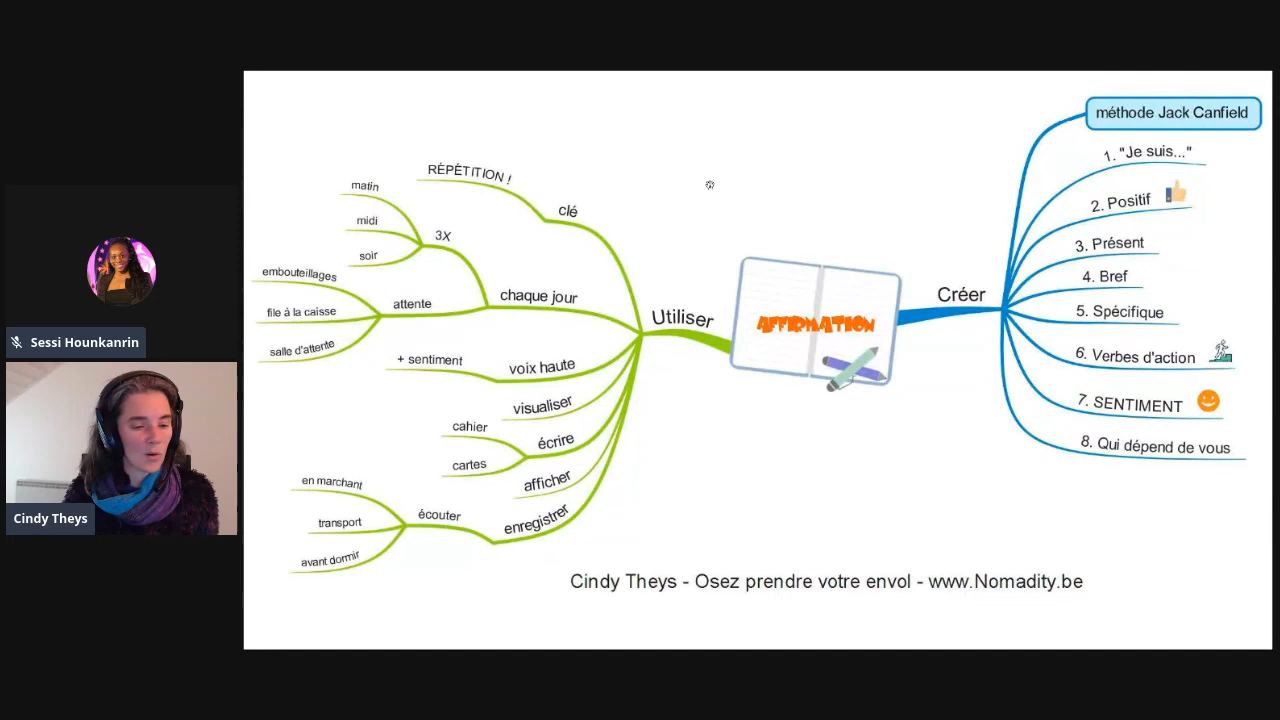 Sessi Hounkanrin
Cindy Theys
méthode Jack Canfield
1. "Je suis..."
2. Positif
3. Présent
4. Bref
5. Spécifique
6. Verbes d'action
7. SENTIMENT
8. Qui dépend de vous
Créer
AFFIRMATION
Utiliser
clé
RÉPÉTITION !
chaque jour
3X
matin
midi
soir
attente
embouteillages
file à la caisse
salle d'attente
voix haute
+ sentiment
visualiser
écrire
cahier
cartes
afficher
enregistrer
écouter
en marchant
transport
avant dormir
Cindy Theys - Osez prendre votre envol - www.Nomadity.be